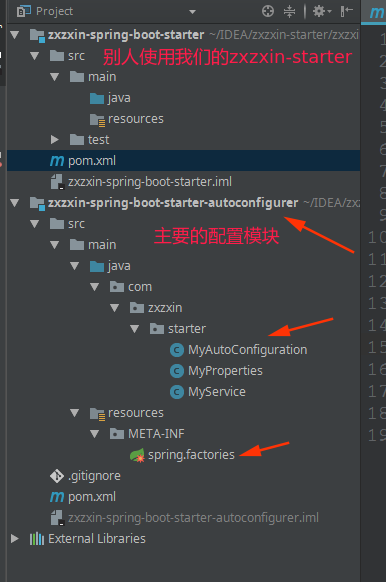 Project
m
zxzxin-spring-boot-starter ~/IDEA/zxzxin-starter/zxzxi
src
别人使用我们的zxzxin-starter
main
java
resources
test
m pom.xml
zxzxin-spring-boot-starter.iml
zxzxin-spring-boot-starter-autoconfigurer ~/IDEA/zx
src
main
主要的配置模块
java
com
zxzxin
starter
C MyAutoConfiguration
C MyProperties
C MyService
resources
META-INF
spring.factories
.gitignore
m pom.xml
zxzxin-spring-boot-starter-autoconfigurer.iml
External Libraries
1
2
3
4
5
6
7
8
9
10
11
12
13
14
15
16
17
18
19